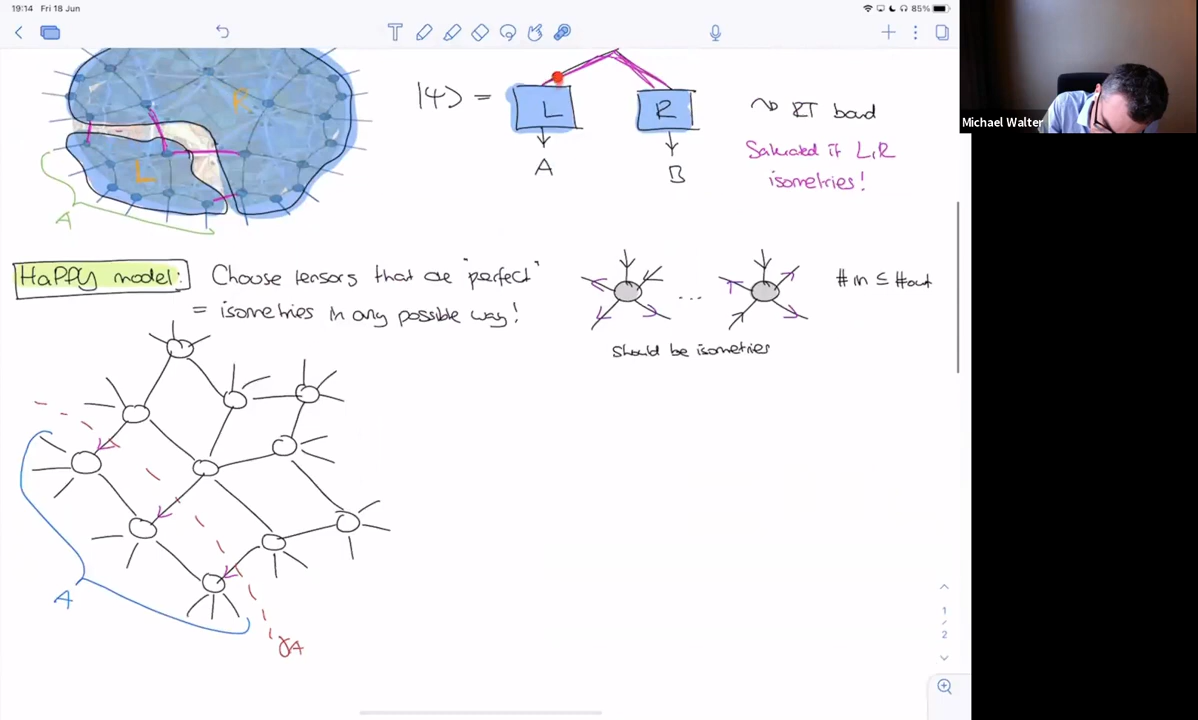 19:14 Fri 18 Jun
85%
|ψ⟩ =
L
R
A
B
~> RT bound
Saturated if L,R
isometries!
R
L
A
Michael Walter
HaPPY model:
Choose tensors that are "perfect"
= isometries in any possible way!
...
# in ≤ #out
should be isometries
A
γA
1
/
2